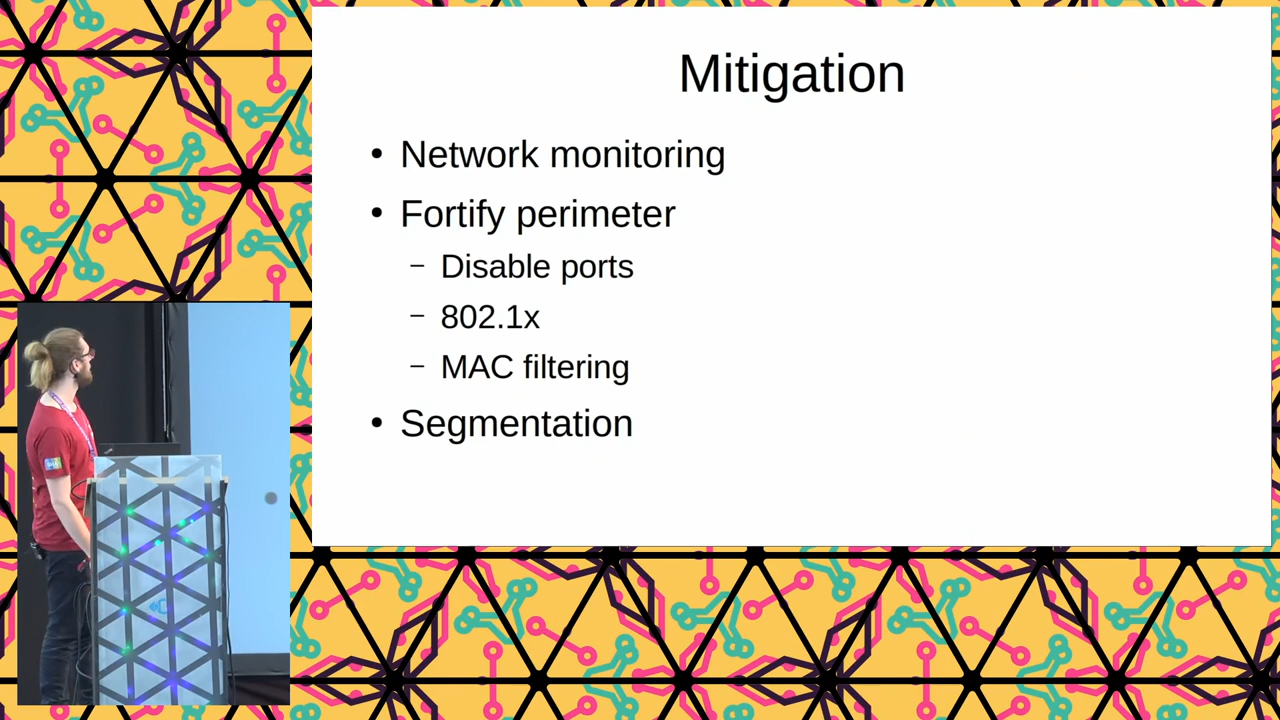 Mitigation
• Network monitoring
• Fortify perimeter
– Disable ports
– 802.1x
– MAC filtering
• Segmentation